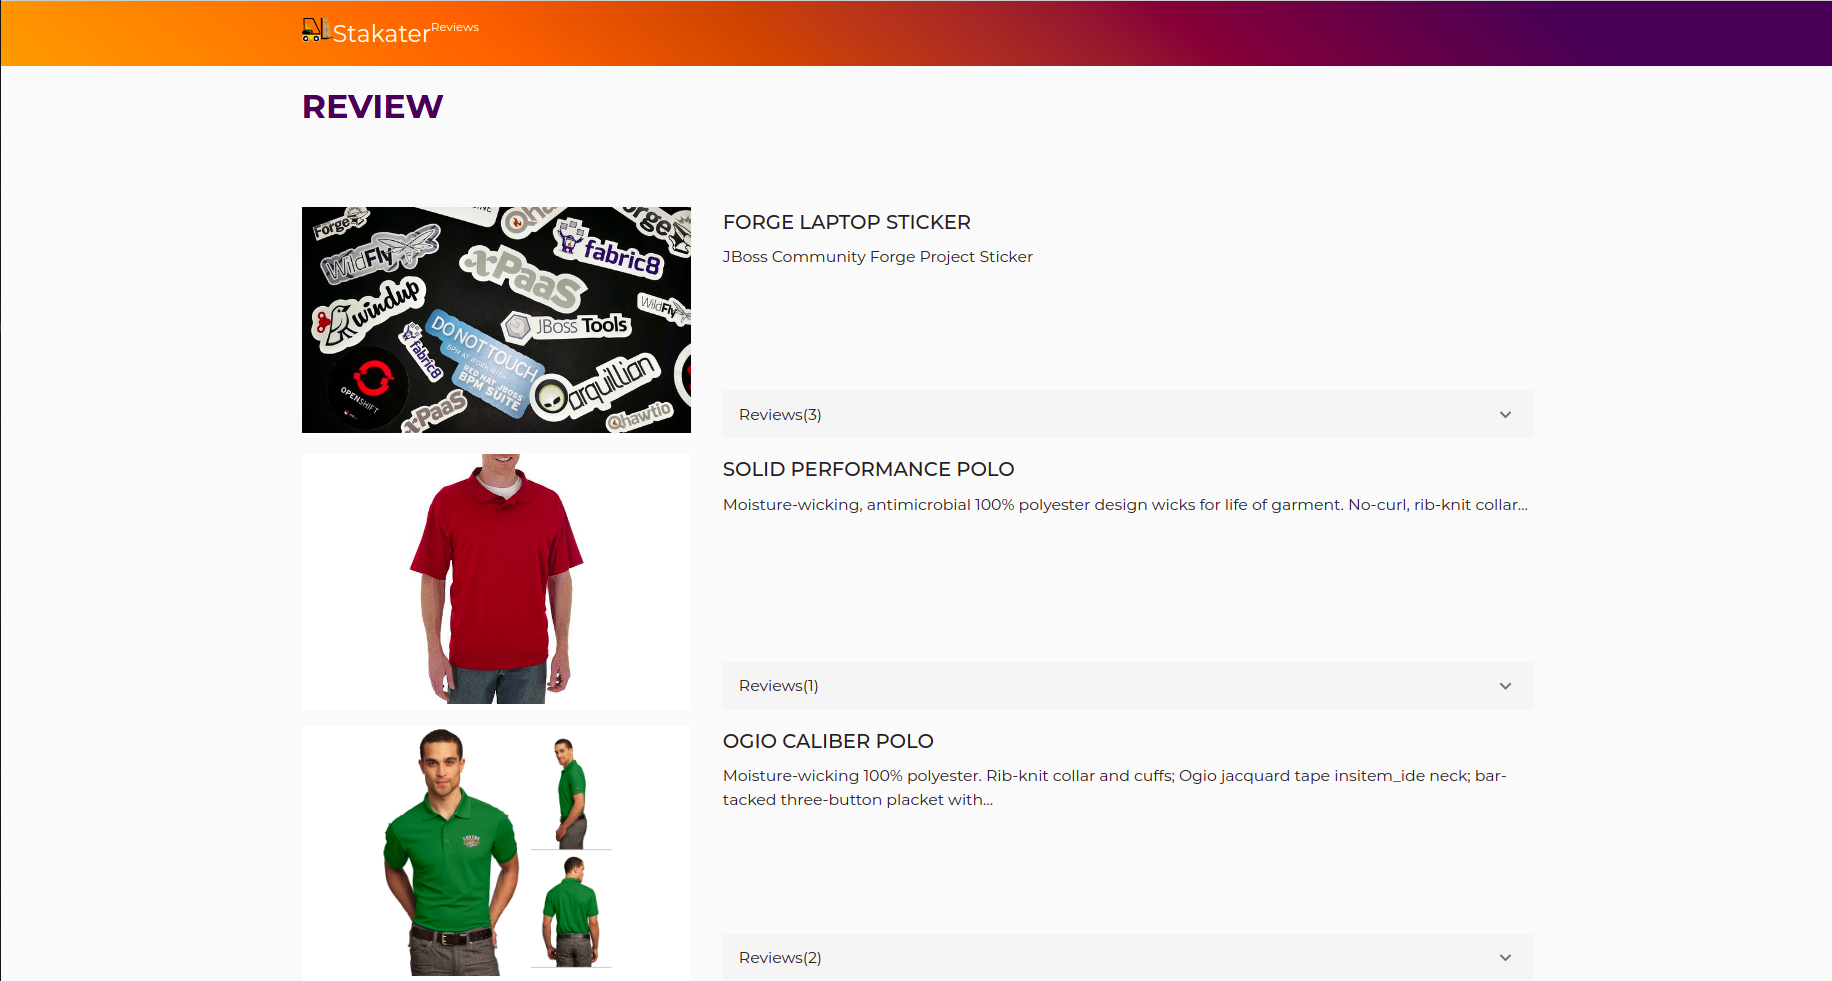 Stakater Reviews
REVIEW
Forge
WildFly
fabric8
xPaaS
windup
WildFly
JBoss Tools
fabric8
DO NOT TOUCH
BPM AT WORK WITH
RED HAT JBOSS
BPM SUITE
arquillian
OPENSHIFT
xPaaS
hawtio
FORGE LAPTOP STICKER
JBoss Community Forge Project Sticker
Reviews(3)
SOLID PERFORMANCE POLO
Moisture-wicking, antimicrobial 100% polyester design wicks for life of garment. No-curl, rib-knit collar...
Reviews(1)
OGIO CALIBER POLO
Moisture-wicking 100% polyester. Rib-knit collar and cuffs; Ogio jacquard tape insitem_ide neck; bar-
tacked three-button placket with...
Reviews(2)